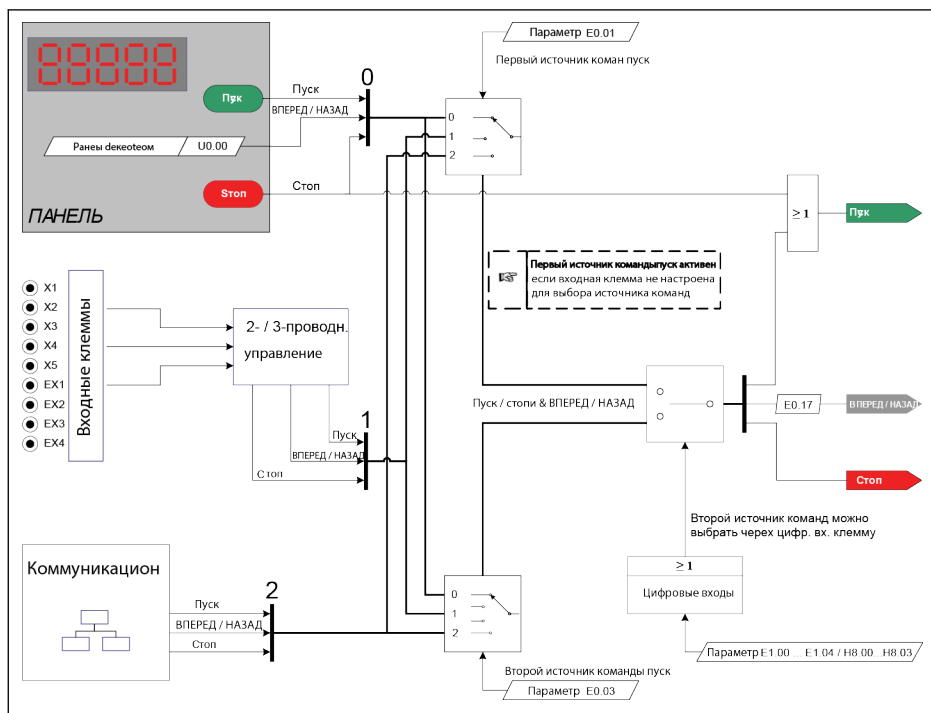 88888
Пуск
Ранеы dекеоtеом
U0.00
Sтоп
ПАНЕЛЬ
Пуск
ВПЕРЕД / НАЗАД
Стоп
0
Параметр E0.01
Первый источник коман пуск
0
1
2
≥ 1
Пуск
Первый источник командыпуск активен
если входная клемма не настроена
для выбора источника команд
X1
X2
X3
X4
X5
EX1
EX2
EX3
EX4
Входные клеммы
2- / 3-проводн.
управление
Пуск
ВПЕРЕД / НАЗАД
Стоп
1
Пуск / стопи & ВПЕРЕД / НАЗАД
E0.17
ВПЕРЕД / НАЗАД
Стоп
Второй источник команд можно
выбрать черех цифр. вх. клемму
≥ 1
Цифровые входы
Параметр E1.00 ... E1.04 / H8.00...H8.03
Коммуникацион
Пуск
ВПЕРЕД / НАЗАД
Стоп
2
0
1
2
Второй источник команды пуск
Параметр E0.03